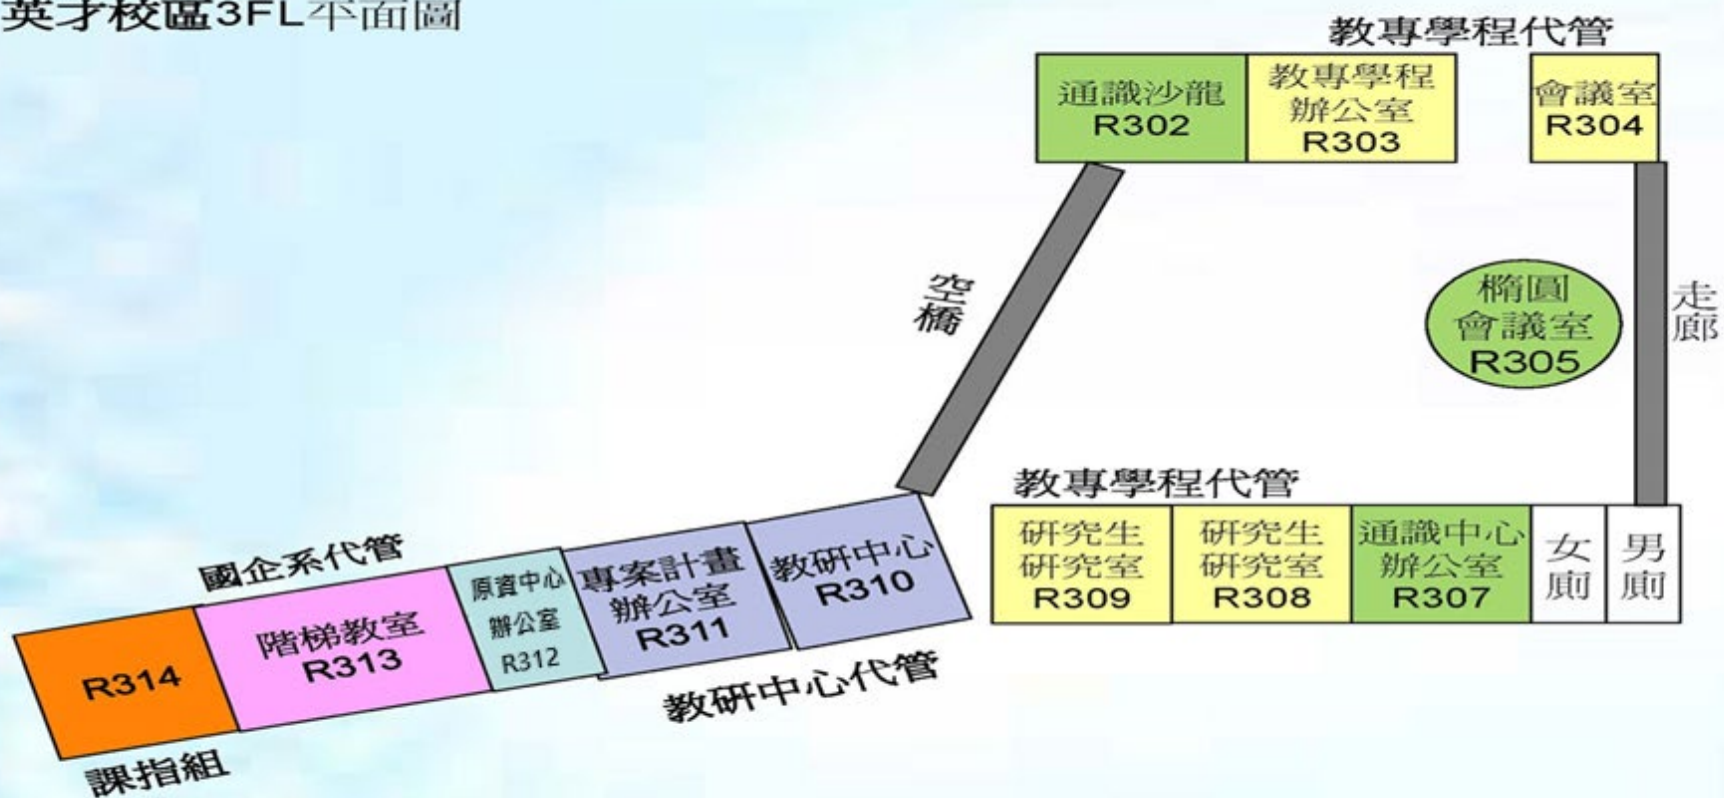 英才校區3FL平面圖
教專學程代管
通識沙龍
R302
教專學程
辦公室
R303
會議室
R304
空橋
橢圓
會議室
R305
走廊
教專學程代管
研究生
研究室
R309
研究生
研究室
R308
通識中心
辦公室
R307
女廁
男廁
國企系代管
R314
階梯教室
R313
原資中心
辦公室
R312
專案計畫
辦公室
R311
教研中心
R310
教研中心代管
課指組